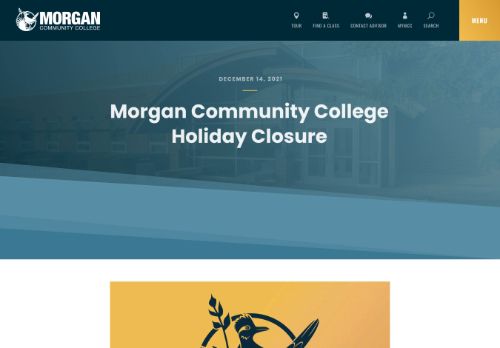 MORGAN
COMMUNITY COLLEGE
TOUR
FIND A CLASS
CONTACT ADVISOR
MYMCC
SEARCH
MENU
DECEMBER 14, 2021
Morgan Community College
Holiday Closure